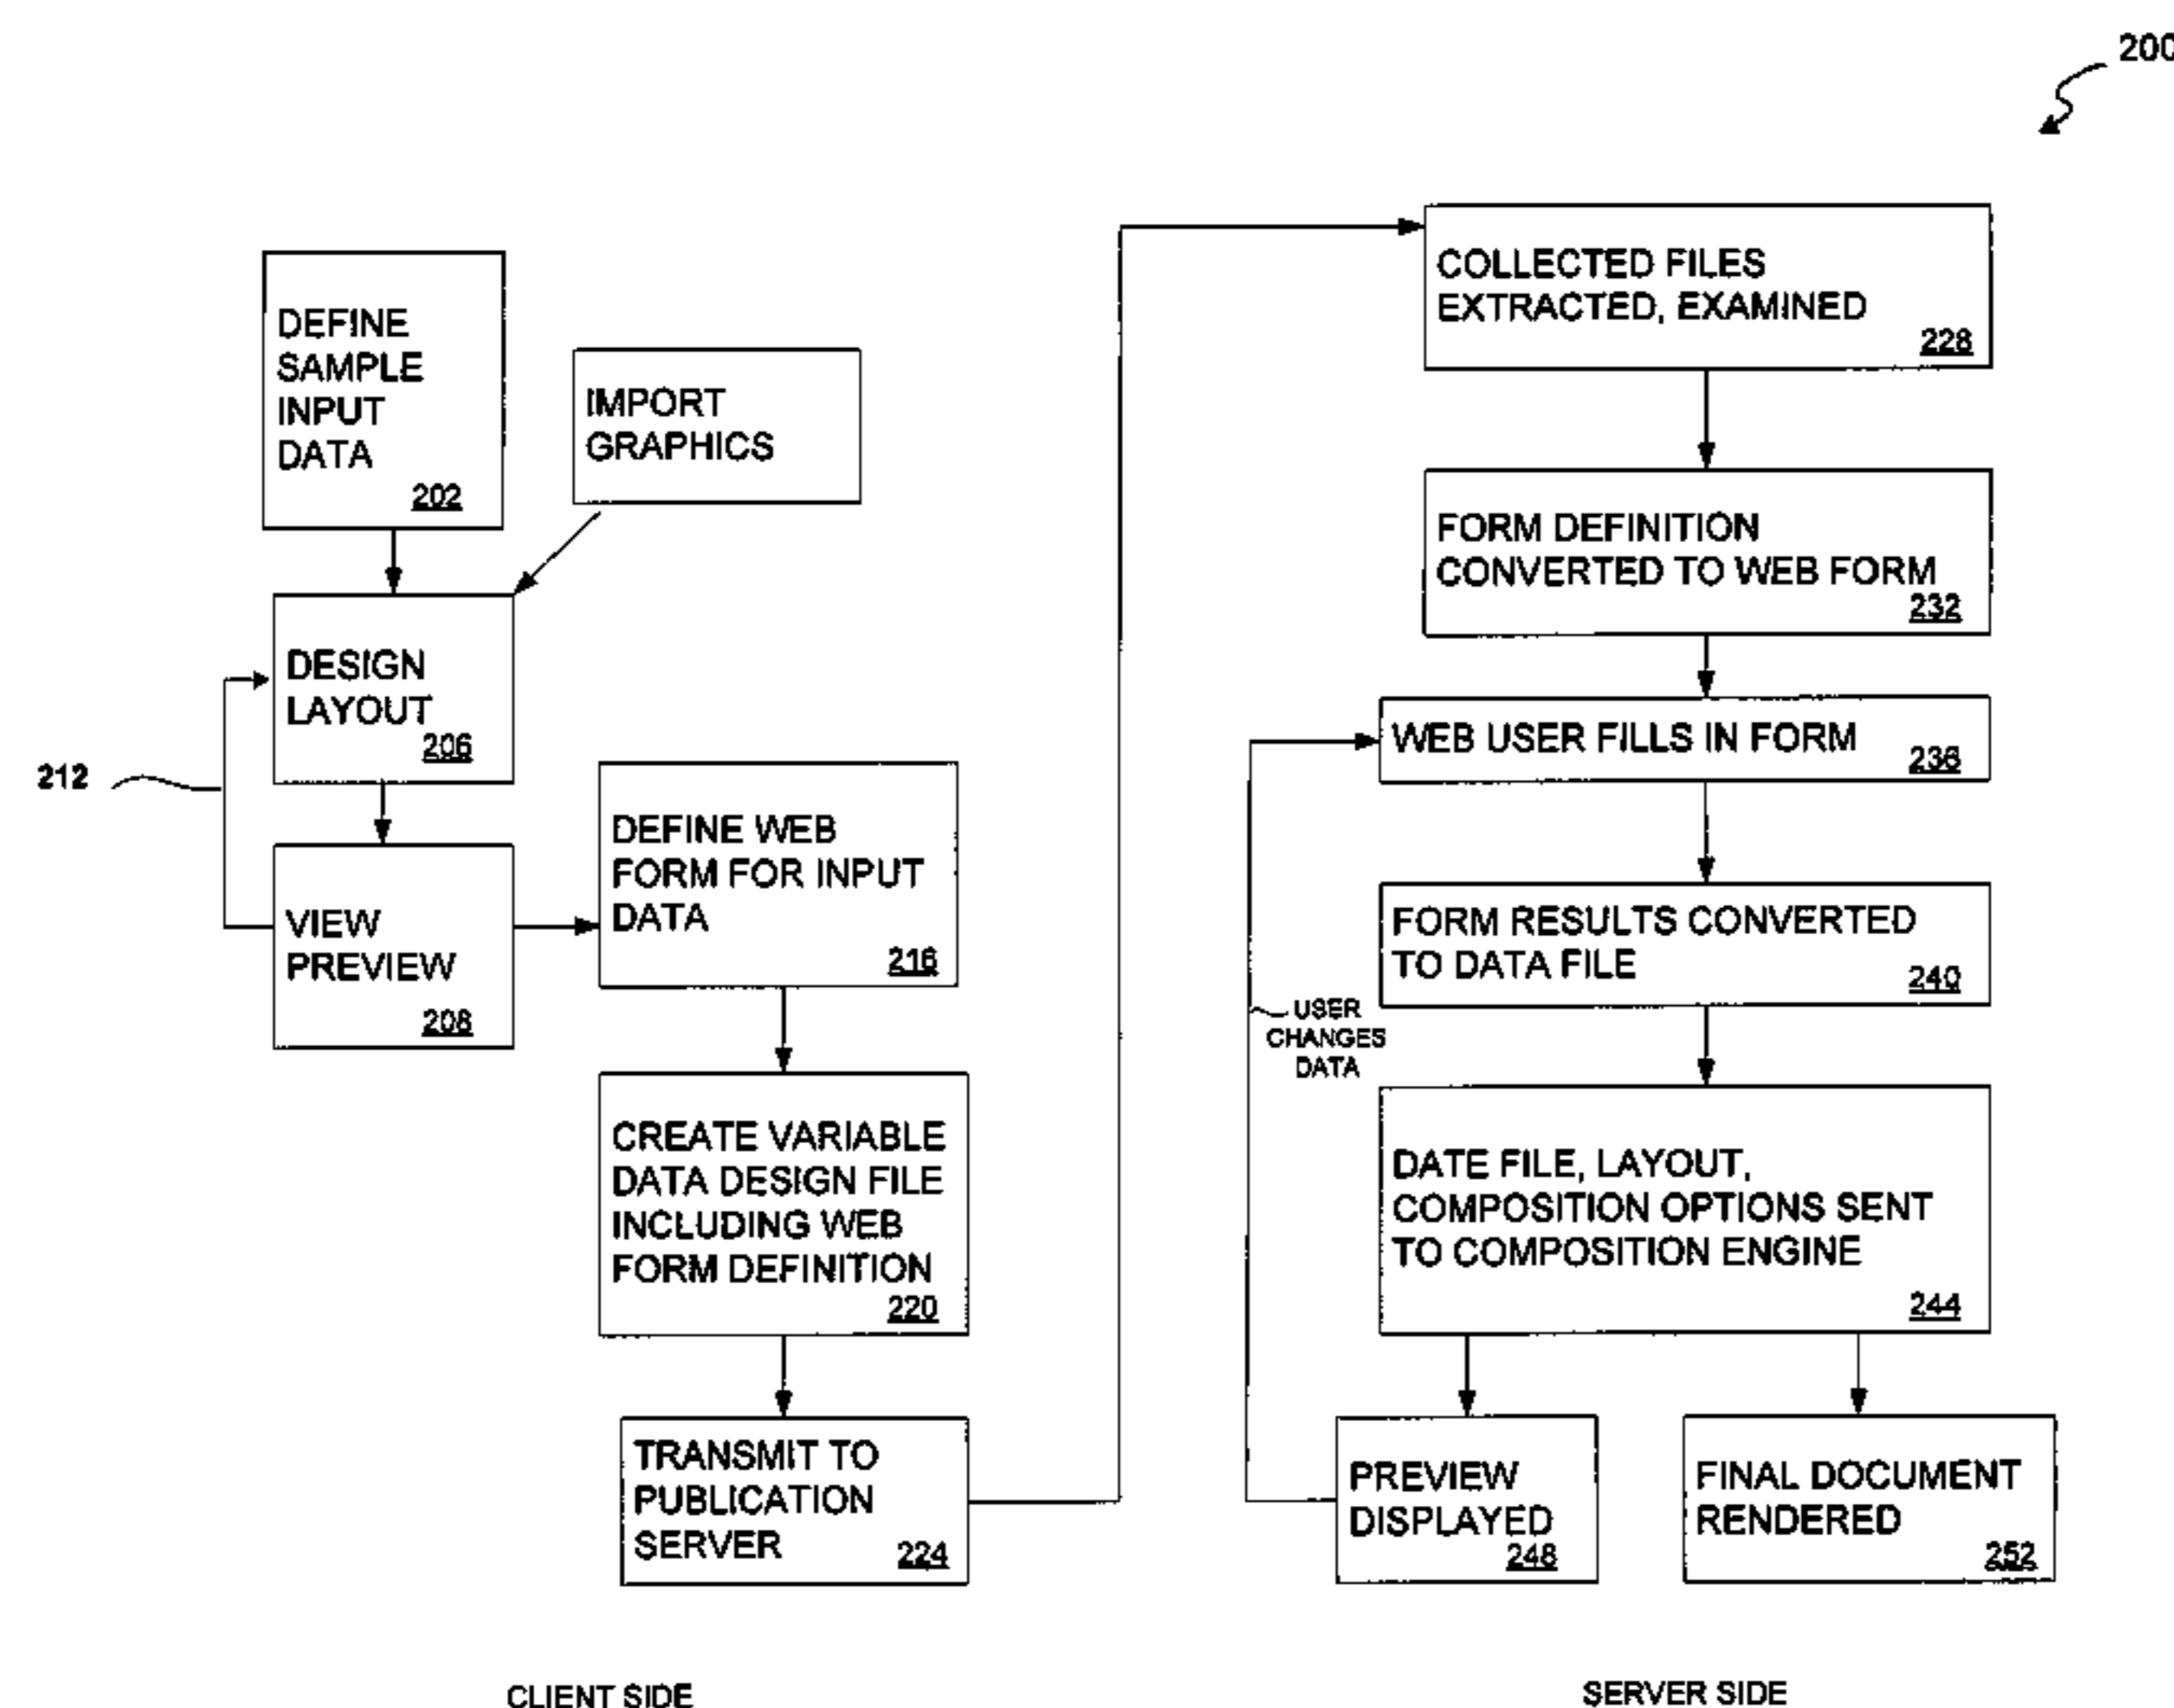 200
DEFINE
SAMPLE
INPUT
DATA
202
IMPORT
GRAPHICS
DESIGN
LAYOUT
206
212
VIEW
PREVIEW
208
DEFINE WEB
FORM FOR INPUT
DATA
216
CREATE VARIABLE
DATA DESIGN FILE
INCLUDING WEB
FORM DEFINITION
220
TRANSMIT TO
PUBLICATION
SERVER
224
CLIENT SIDE
COLLECTED FILES
EXTRACTED, EXAMINED
228
FORM DEFINITION
CONVERTED TO WEB FORM
232
WEB USER FILLS IN FORM
236
FORM RESULTS CONVERTED
TO DATA FILE
240
USER
CHANGES
DATA
DATE FILE, LAYOUT,
COMPOSITION OPTIONS SENT
TO COMPOSITION ENGINE
244
PREVIEW
DISPLAYED
248
FINAL DOCUMENT
RENDERED
252
SERVER SIDE